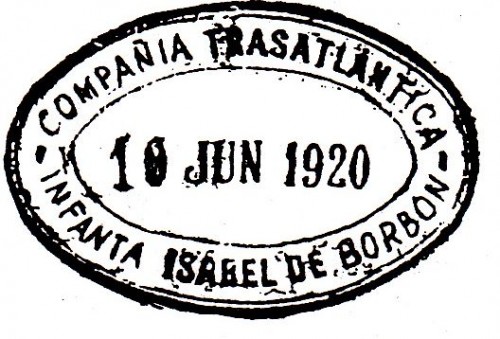 COMPAÑIA TRASATLANTICA
10 JUN 1920
- INFANTA ISABEL DE BORBON -